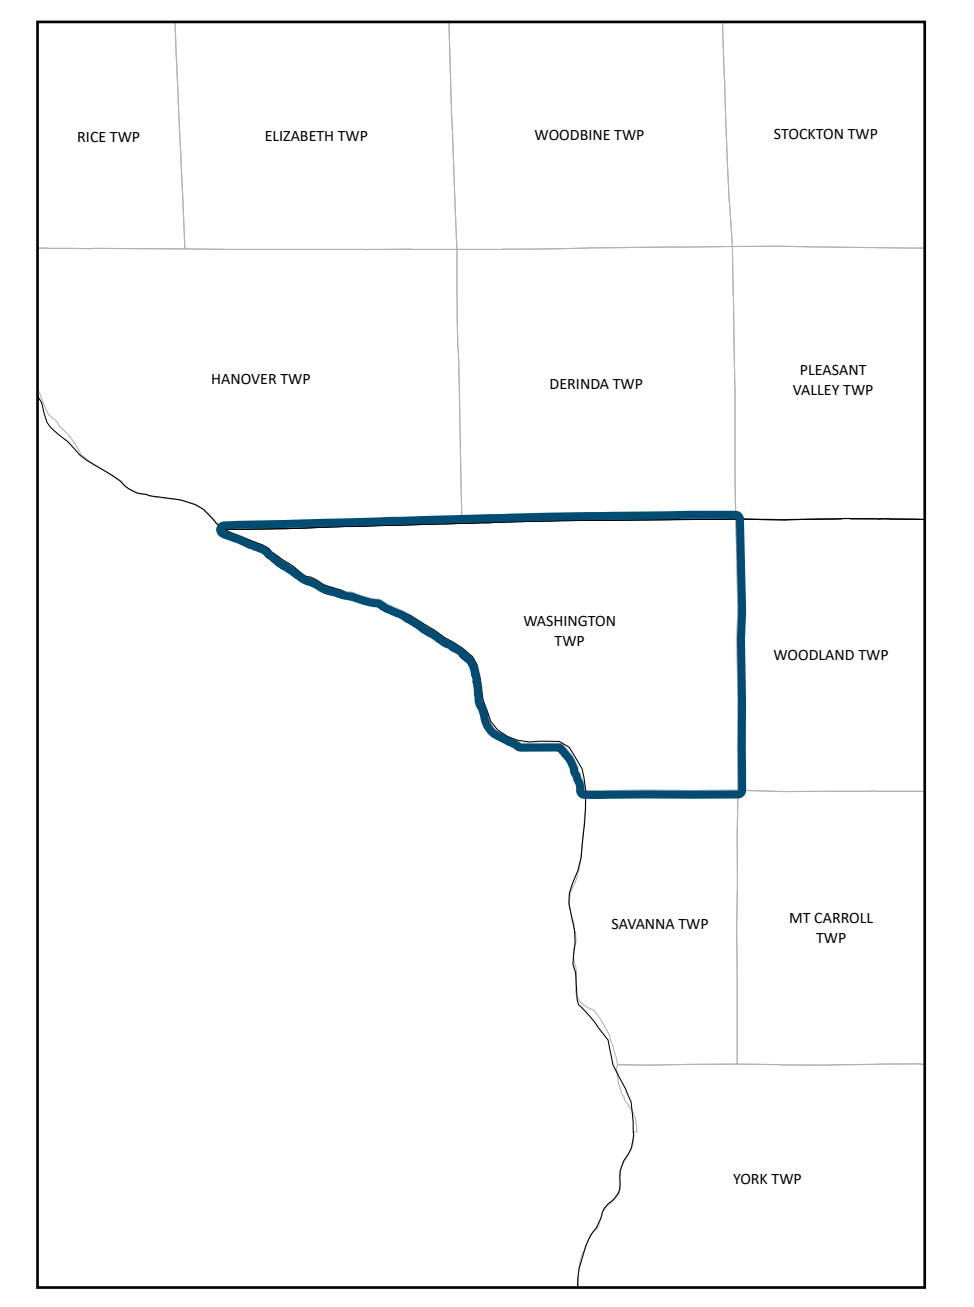 RICE TWP
ELIZABETH TWP
WOODBINE TWP
STOCKTON TWP
HANOVER TWP
DERINDA TWP
PLEASANT
VALLEY TWP
WASHINGTON
TWP
WOODLAND TWP
SAVANNA TWP
MT CARROLL
TWP
YORK TWP